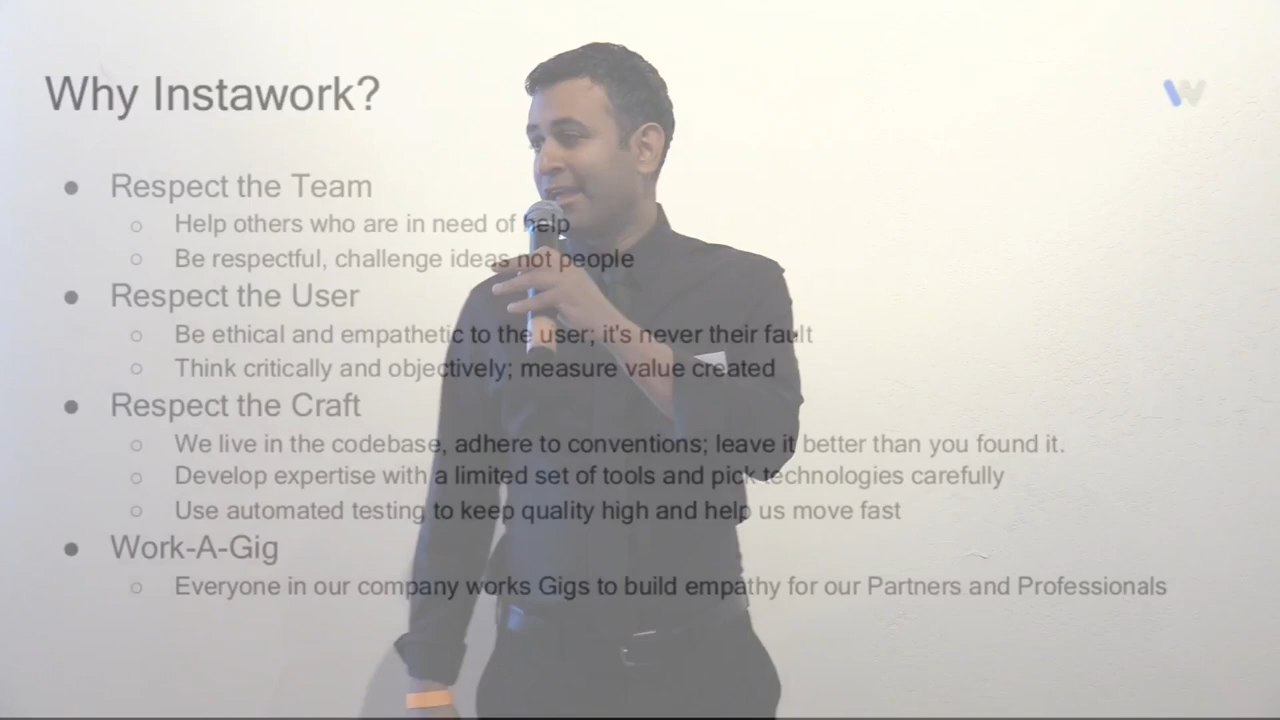 Why Instawork?
W
● Respect the Team
○ Help others who are in need of help
○ Be respectful, challenge ideas not people
● Respect the User
○ Be ethical and empathetic to the user; it's never their fault
○ Think critically and objectively; measure value created
● Respect the Craft
○ We live in the codebase, adhere to conventions; leave it better than you found it.
○ Develop expertise with a limited set of tools and pick technologies carefully
○ Use automated testing to keep quality high and help us move fast
● Work-A-Gig
○ Everyone in our company works Gigs to build empathy for our Partners and Professionals